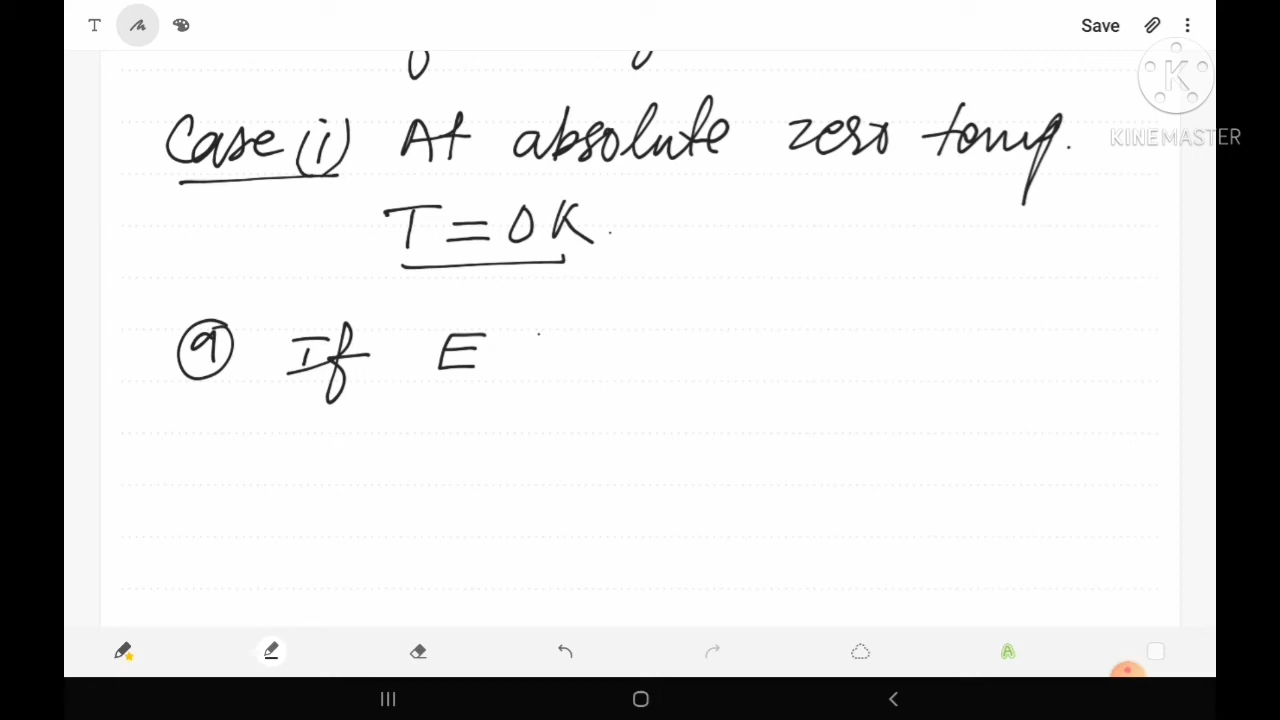 T Save
K
KINEMASTER
Case (i) At absolute zero temp.
T = 0 K.
(a) If E
A